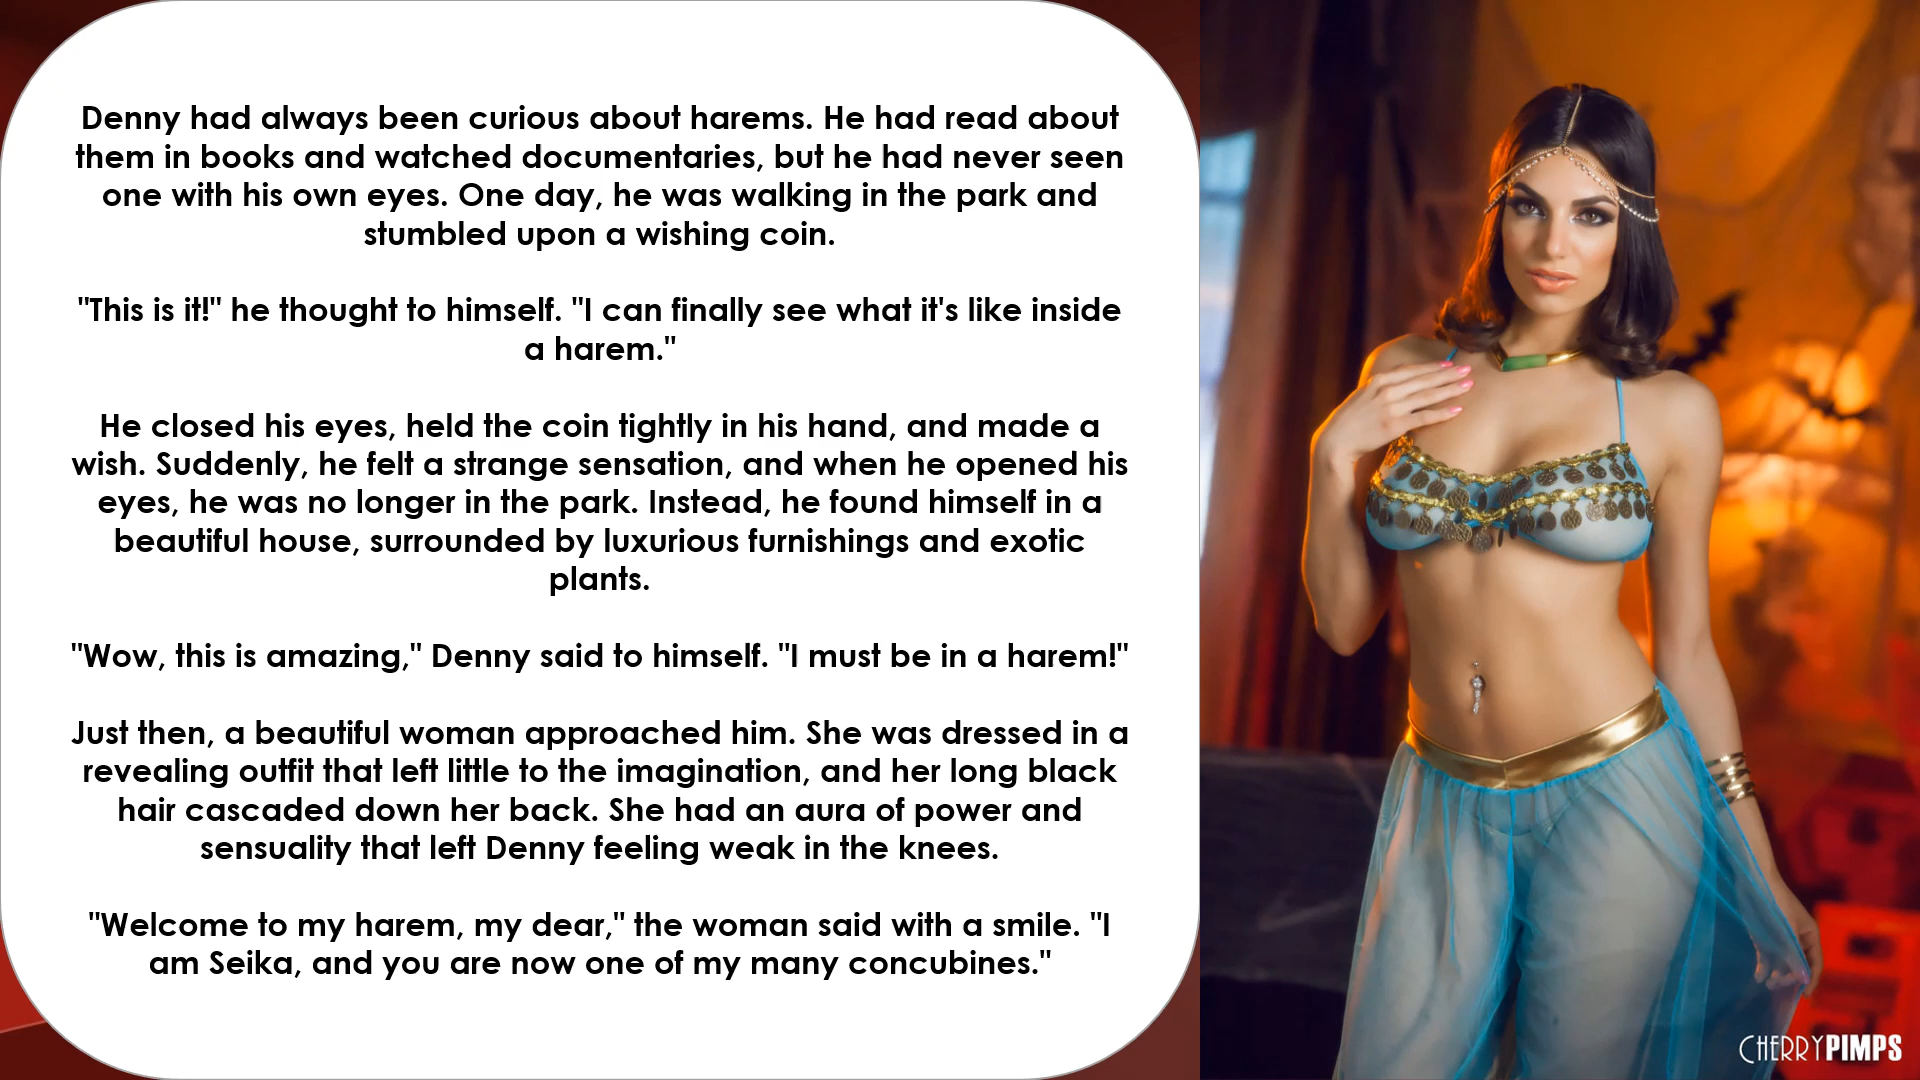 Denny had always been curious about harems. He had read about
them in books and watched documentaries, but he had never seen
one with his own eyes. One day, he was walking in the park and
stumbled upon a wishing coin.
"This is it!" he thought to himself. "I can finally see what it's like inside
a harem."
He closed his eyes, held the coin tightly in his hand, and made a
wish. Suddenly, he felt a strange sensation, and when he opened his
eyes, he was no longer in the park. Instead, he found himself in a
beautiful house, surrounded by luxurious furnishings and exotic
plants.
"Wow, this is amazing," Denny said to himself. "I must be in a harem!"
Just then, a beautiful woman approached him. She was dressed in a
revealing outfit that left little to the imagination, and her long black
hair cascaded down her back. She had an aura of power and
sensuality that left Denny feeling weak in the knees.
"Welcome to my harem, my dear," the woman said with a smile. "I
am Seika, and you are now one of my many concubines."
CHERRYPIMPS